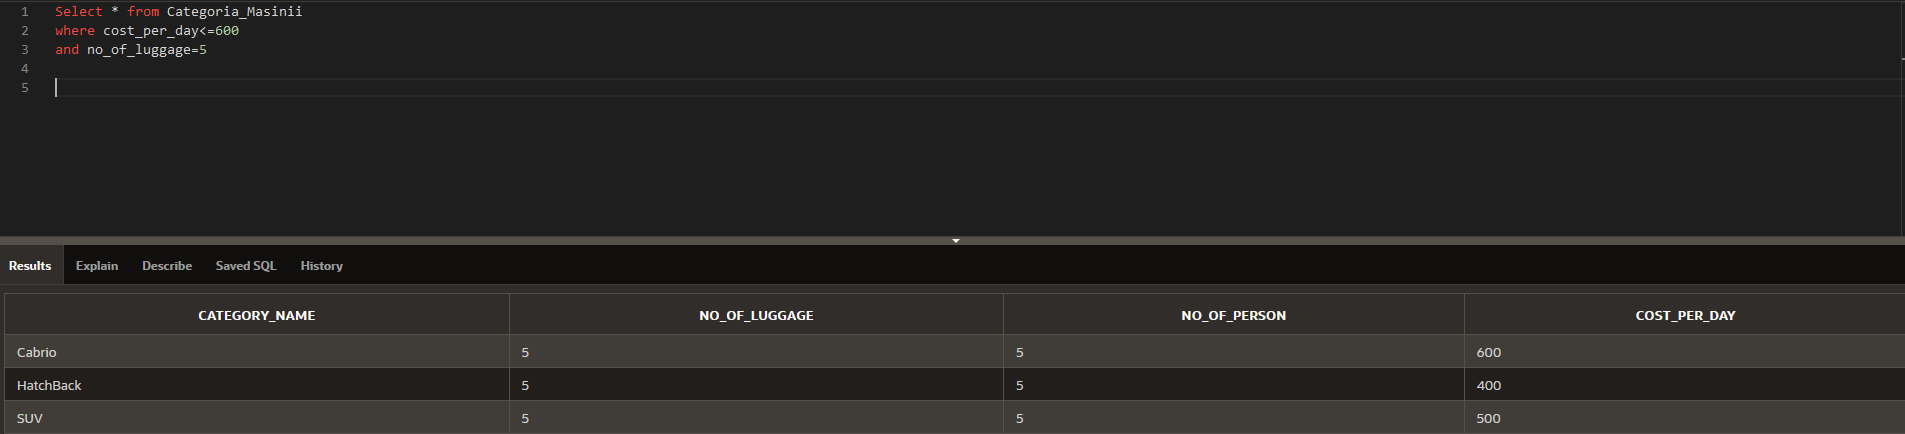 1 Select * from Categoria_Masinii
2 where cost_per_day<=600
3 and no_of_luggage=5
4
5
Results Explain Describe Saved SQL History
CATEGORY_NAME NO_OF_LUGGAGE NO_OF_PERSON COST_PER_DAY
Cabrio 5 5 600
HatchBack 5 5 400
SUV 5 5 500